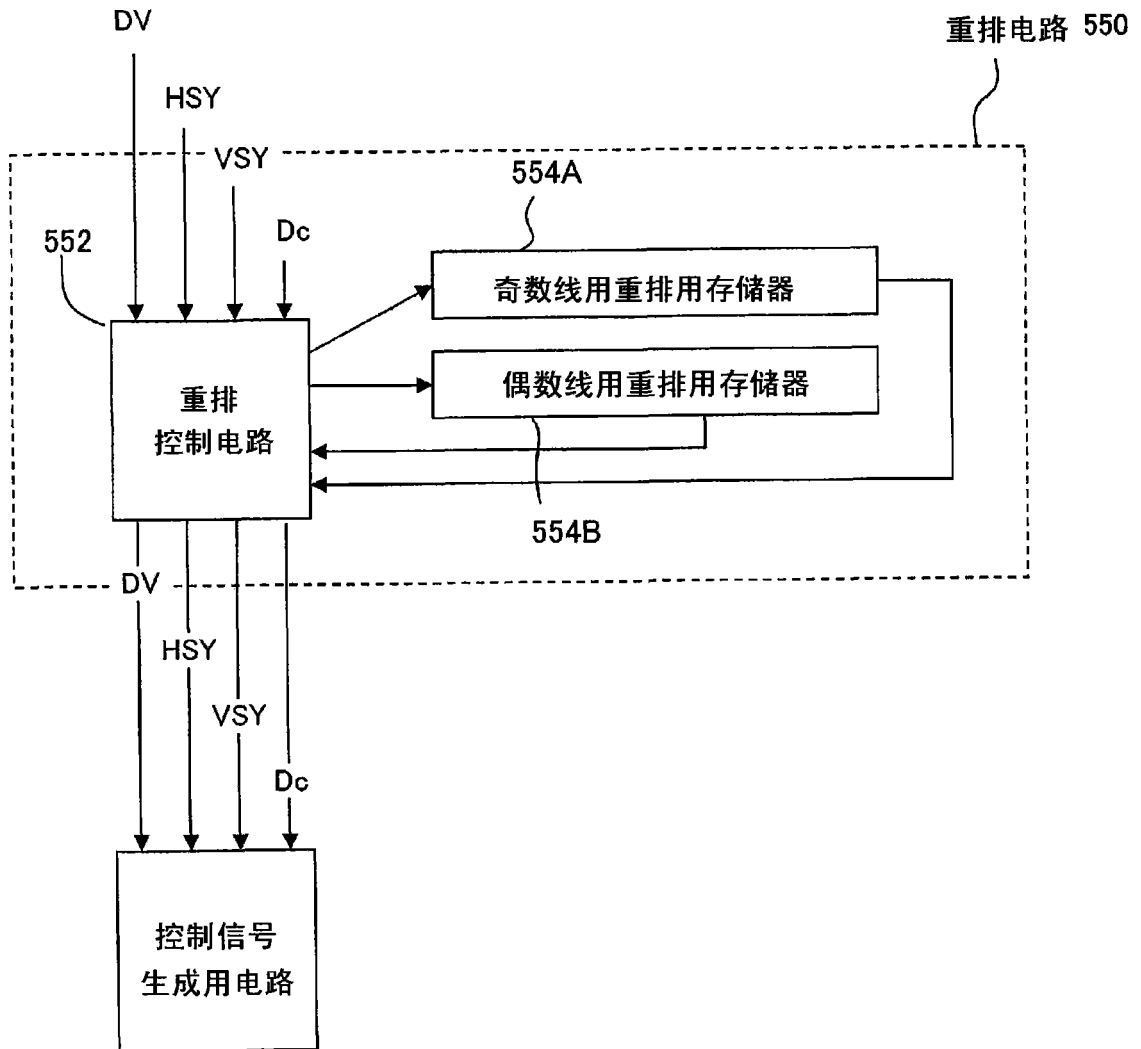 DV
重排电路 550
HSY
VSY
554A
552
Dc
奇数线用重排用存储器
偶数线用重排用存储器
重排
控制电路
554B
DV
HSY
VSY
Dc
控制信号
生成用电路